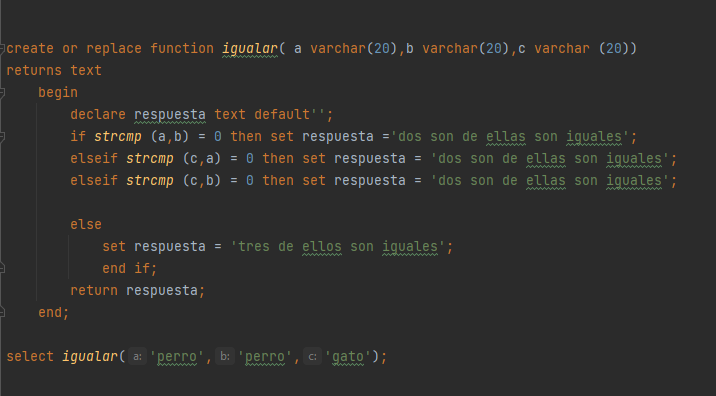 create or replace function igualar( a varchar(20),b varchar(20),c varchar (20))
returns text
begin
declare respuesta text default'';
if strcmp (a,b) = 0 then set respuesta ='dos son de ellas son iguales';
elseif strcmp (c,a) = 0 then set respuesta = 'dos son de ellas son iguales';
elseif strcmp (c,b) = 0 then set respuesta = 'dos son de ellas son iguales';
else
set respuesta = 'tres de ellos son iguales';
end if;
return respuesta;
end;
select igualar( a: 'perro', b: 'perro', c: 'gato');